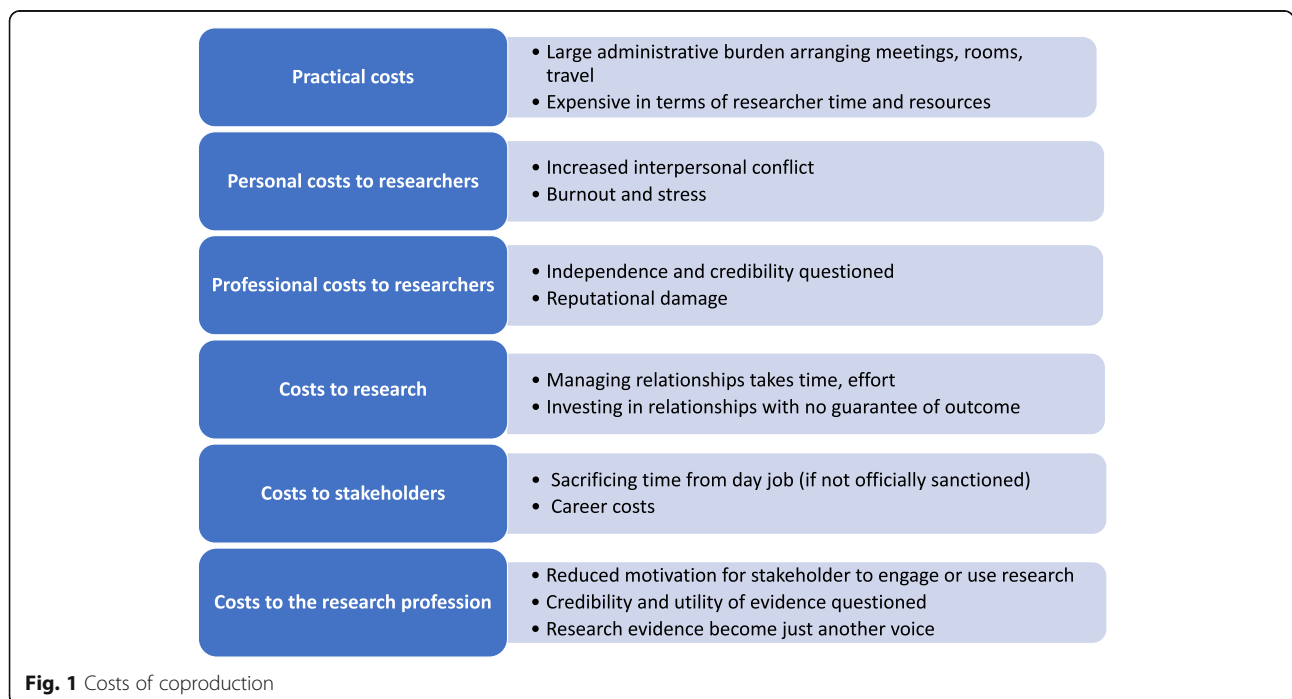 Practical costs
• Large administrative burden arranging meetings, rooms,
travel
• Expensive in terms of researcher time and resources
Personal costs to researchers
• Increased interpersonal conflict
• Burnout and stress
Professional costs to researchers
• Independence and credibility questioned
• Reputational damage
Costs to research
• Managing relationships takes time, effort
• Investing in relationships with no guarantee of outcome
Costs to stakeholders
• Sacrificing time from day job (if not officially sanctioned)
• Career costs
Costs to the research profession
• Reduced motivation for stakeholder to engage or use research
• Credibility and utility of evidence questioned
• Research evidence become just another voice
Fig. 1 Costs of coproduction